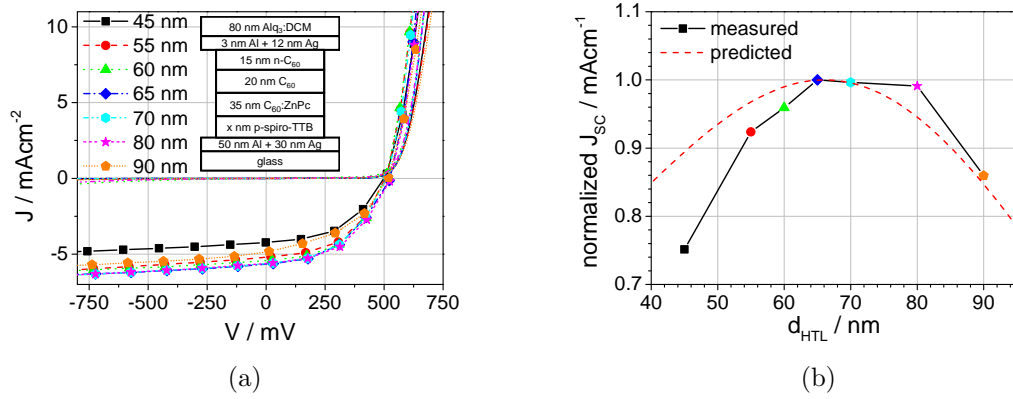 10
5
0
-5
-750 -500 -250 0 250 500 750
J / mAcm⁻²
V / mV
45 nm
55 nm
60 nm
65 nm
70 nm
80 nm
90 nm
80 nm Alq₃:DCM
3 nm Al + 12 nm Ag
15 nm n-C₆₀
20 nm C₆₀
35 nm C₆₀:ZnPc
x nm p-spiro-TTB
50 nm Al + 30 nm Ag
glass
(a)
1.1
1.0
0.9
0.8
0.7
40 50 60 70 80 90
normalized J_SC / mAcm⁻¹
d_HTL / nm
measured
predicted
(b)